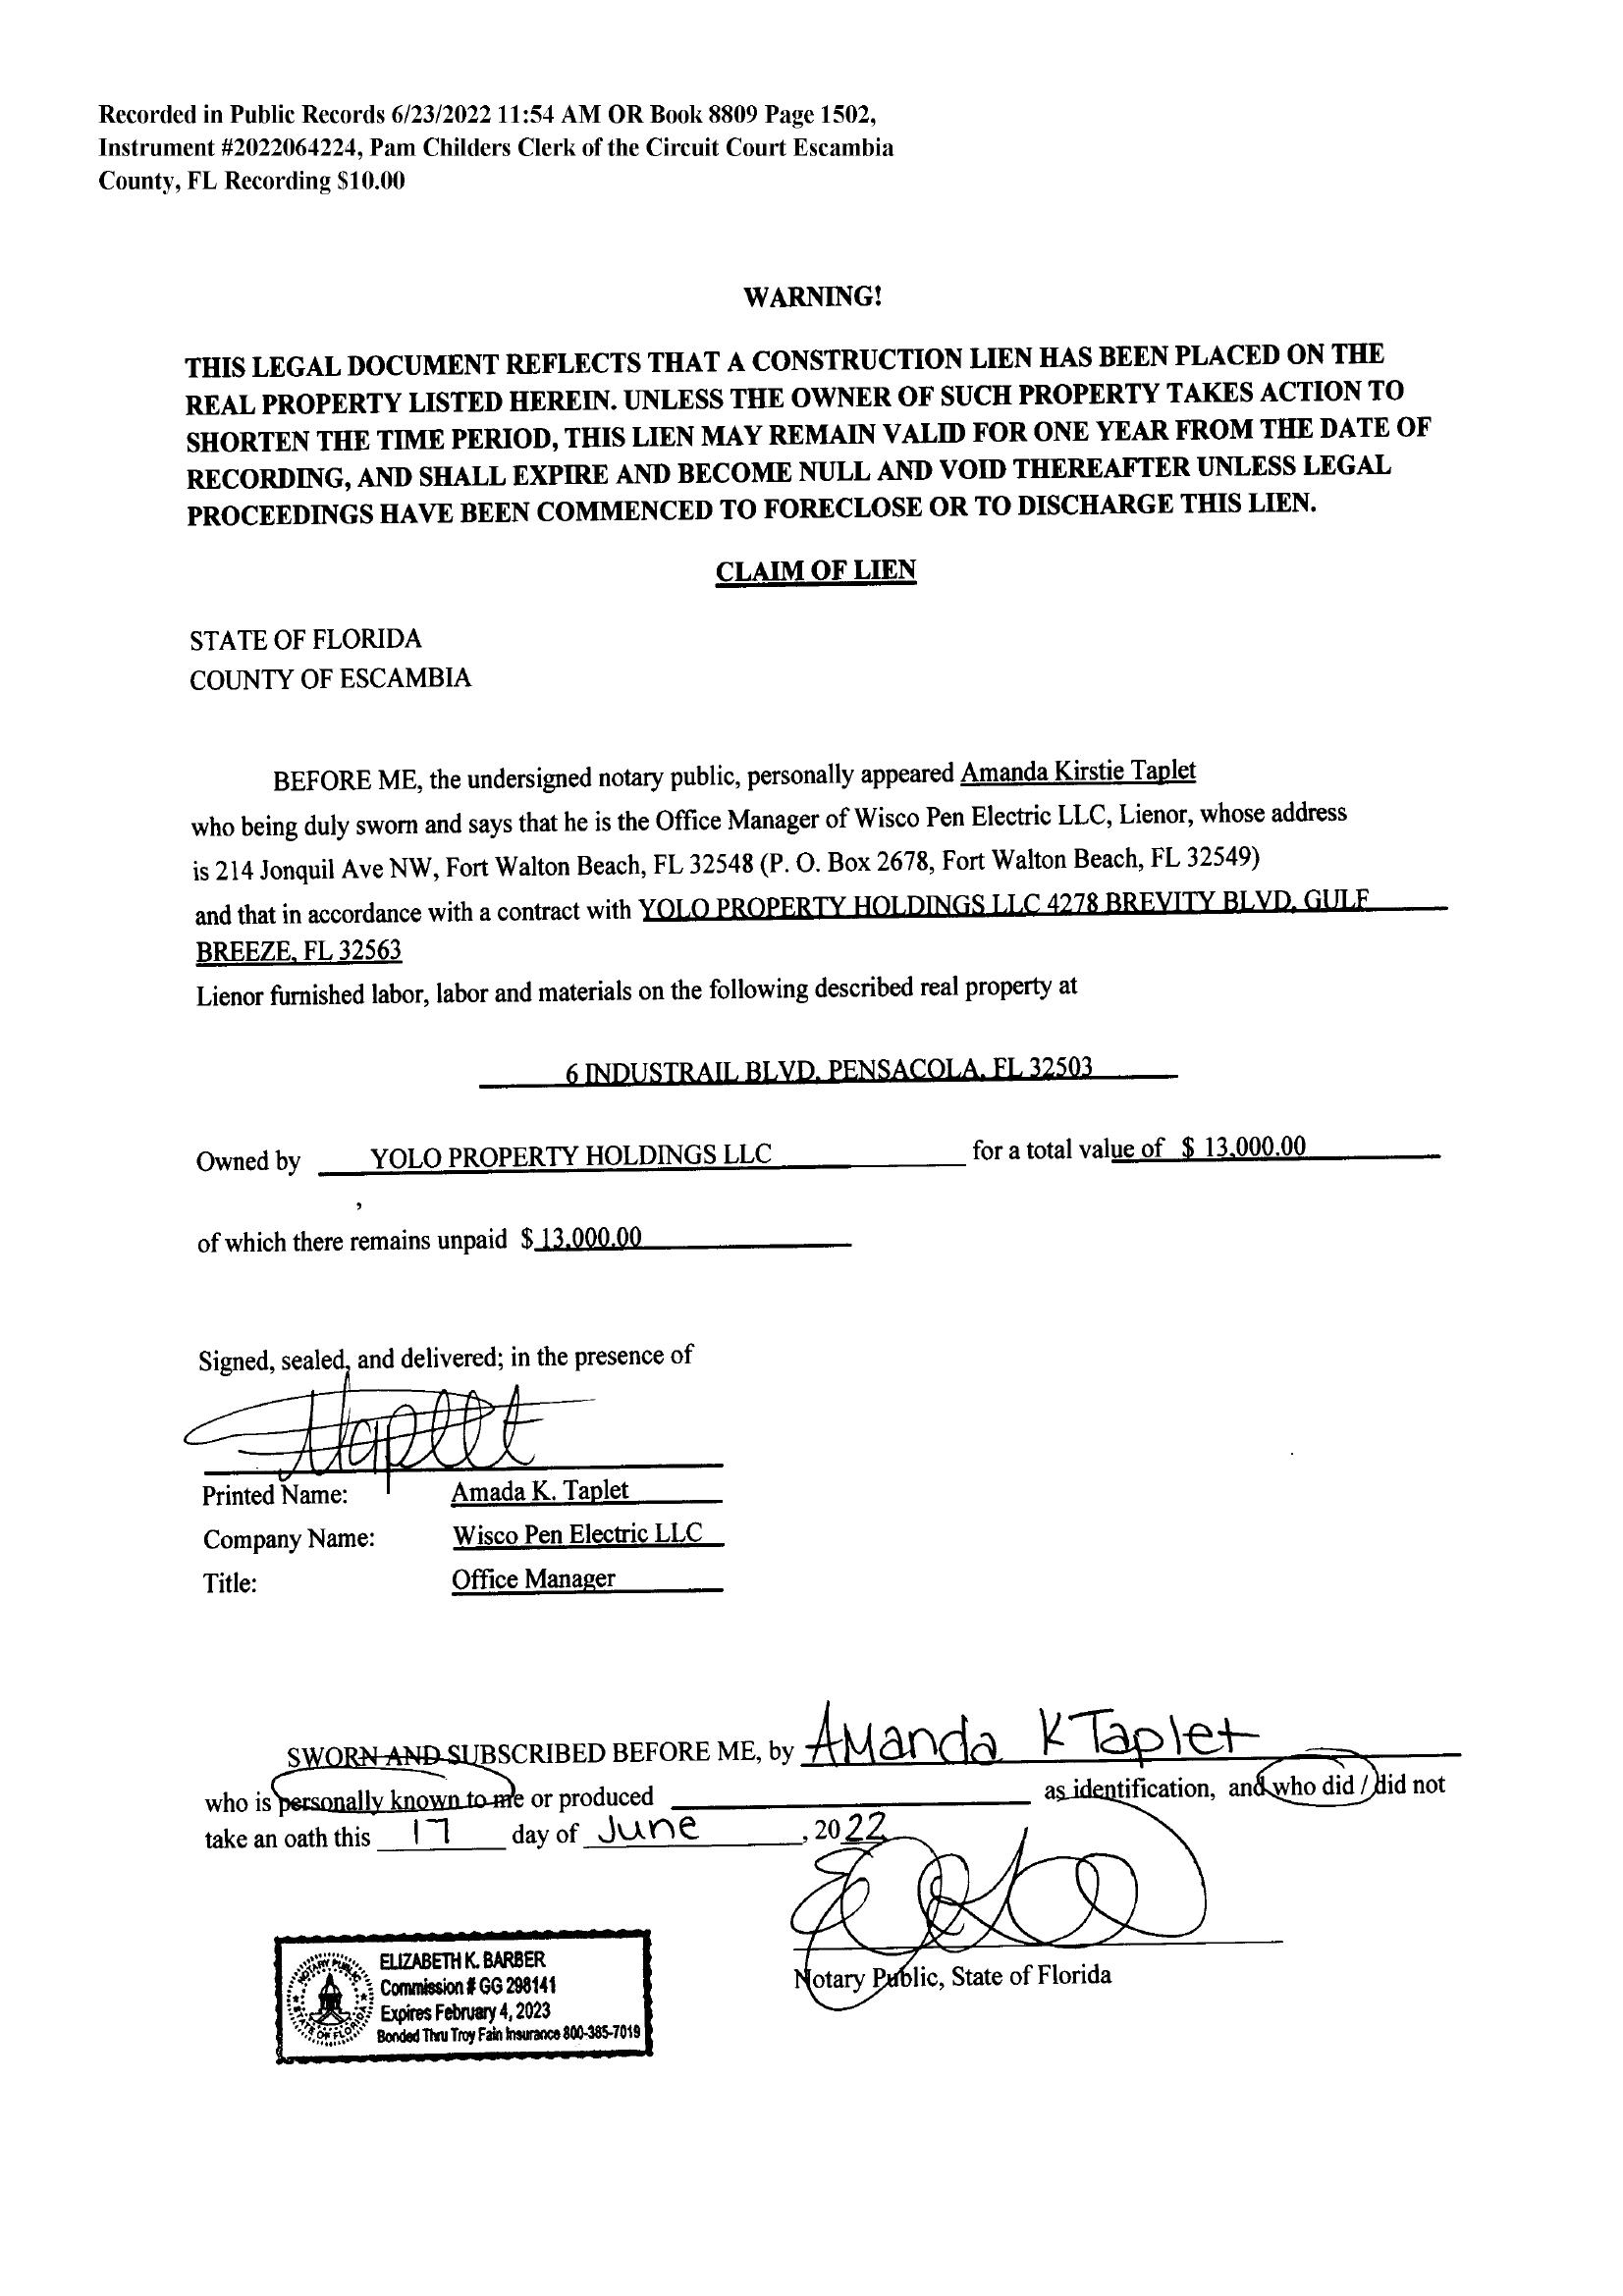 Recorded in Public Records 6/23/2022 11:54 AM OR Book 8809 Page 1502,
Instrument #2022064224, Pam Childers Clerk of the Circuit Court Escambia
County, FL Recording $10.00
WARNING!
THIS LEGAL DOCUMENT REFLECTS THAT A CONSTRUCTION LIEN HAS BEEN PLACED ON THE
REAL PROPERTY LISTED HEREIN. UNLESS THE OWNER OF SUCH PROPERTY TAKES ACTION TO
SHORTEN THE TIME PERIOD, THIS LIEN MAY REMAIN VALID FOR ONE YEAR FROM THE DATE OF
RECORDING, AND SHALL EXPIRE AND BECOME NULL AND VOID THEREAFTER UNLESS LEGAL
PROCEEDINGS HAVE BEEN COMMENCED TO FORECLOSE OR TO DISCHARGE THIS LIEN.
CLAIM OF LIEN
STATE OF FLORIDA
COUNTY OF ESCAMBIA
BEFORE ME, the undersigned notary public, personally appeared Amanda Kirstie Taplet
who being duly sworn and says that he is the Office Manager of Wisco Pen Electric LLC, Lienor, whose address
is 214 Jonquil Ave NW, Fort Walton Beach, FL 32548 (P. O. Box 2678, Fort Walton Beach, FL 32549)
and that in accordance with a contract with YOLO PROPERTY HOLDINGS LLC 4278 BREVITY BLVD, GULF
BREEZE, FL 32563
Lienor furnished labor, labor and materials on the following described real property at
6 INDUSTRAIL BLVD, PENSACOLA, FL 32503
Owned by YOLO PROPERTY HOLDINGS LLC for a total value of $ 13,000.00
,
of which there remains unpaid $ 13,000.00
Signed, sealed, and delivered; in the presence of
Taplet
Printed Name: Amada K. Taplet
Company Name: Wisco Pen Electric LLC
Title: Office Manager
SWORN AND SUBSCRIBED BEFORE ME, by Amanda K Taplet
who is personally known to me or produced as identification, and who did / did not
take an oath this 17 day of June, 2022
Notary Public, State of Florida
NOTARY PUBLIC
STATE OF FLORIDA
ELIZABETH K. BARBER
Commission # GG 298141
Expires February 4, 2023
Bonded Thru Troy Fain Insurance 800-385-7019